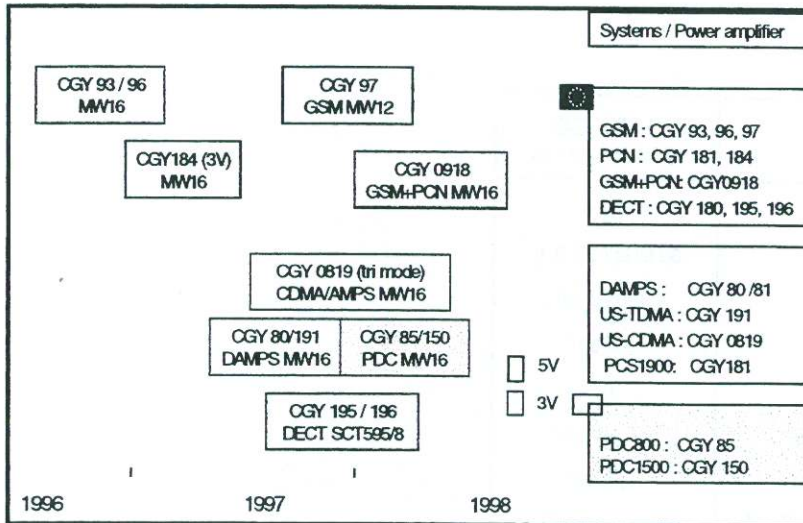 Systems / Power amplifier
CGY 93 / 96
MW16
CGY 97
GSM MW12
CGY184 (3V)
MW16
CGY 0918
GSM+PCN MW16
GSM : CGY 93, 96, 97
PCN : CGY 181, 184
GSM+PCN: CGY0918
DECT : CGY 180, 195, 196
CGY 0819 (tri mode)
CDMA/AMPS MW16
CGY 80/191
DAMPS MW16
CGY 85/150
PDC MW16
CGY 195 / 196
DECT SCT595/8
DAMPS : CGY 80 /81
US-TDMA : CGY 191
US-CDMA : CGY 0819
PCS1900: CGY181
5V
3V
PDC800 : CGY 85
PDC1500 : CGY 150
1996
1997
1998